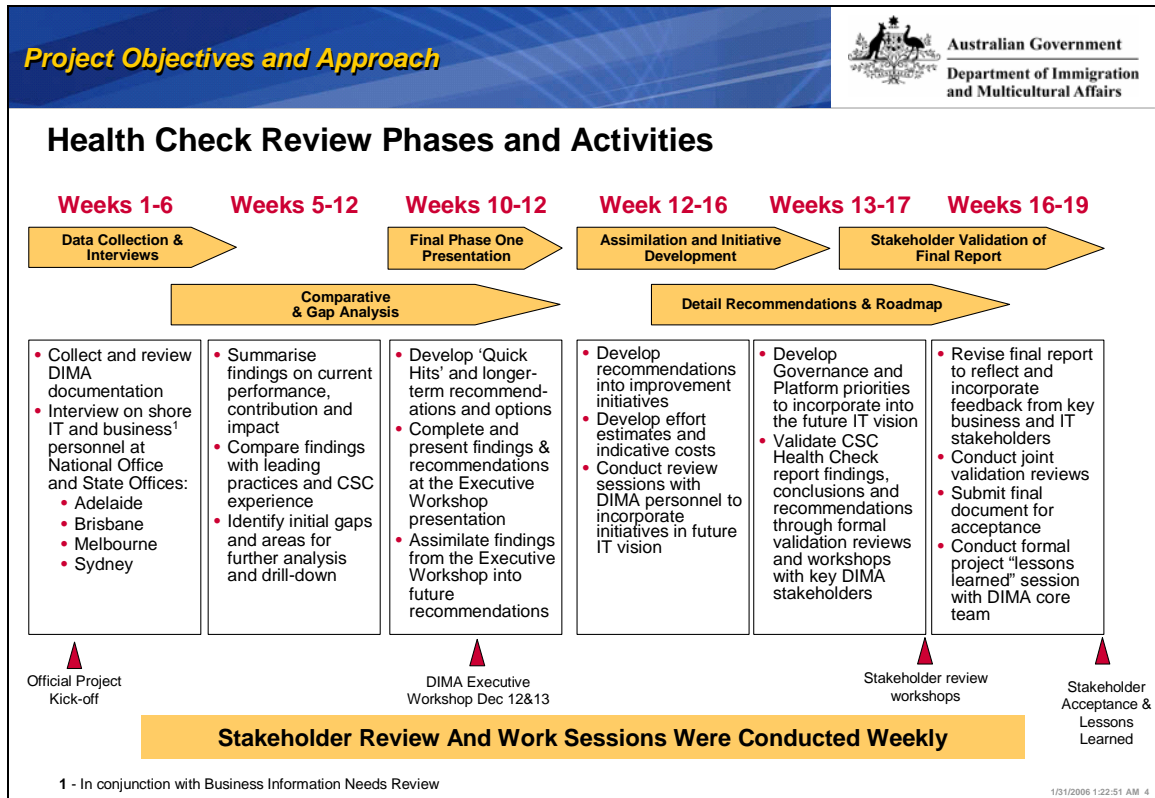 Project Objectives and Approach
Australian Government
Department of Immigration
and Multicultural Affairs
Health Check Review Phases and Activities
Weeks 1-6
Weeks 5-12
Weeks 10-12
Week 12-16
Weeks 13-17
Weeks 16-19
Data Collection &
Interviews
Final Phase One
Presentation
Assimilation and Initiative
Development
Stakeholder Validation of
Final Report
Comparative
& Gap Analysis
Detail Recommendations & Roadmap
• Collect and review
DIMA
documentation
• Interview on shore
IT and business1
personnel at
National Office
and State Offices:
• Adelaide
• Brisbane
• Melbourne
• Sydney
• Summarise
findings on current
performance,
contribution and
impact
• Compare findings
with leading
practices and CSC
experience
• Identify initial gaps
and areas for
further analysis
and drill-down
• Develop ‘Quick
Hits’ and longer-
term recommend-
ations and options
• Complete and
present findings &
recommendations
at the Executive
Workshop
presentation
• Assimilate findings
from the Executive
Workshop into
future
recommendations
• Develop
recommendations
into improvement
initiatives
• Develop effort
estimates and
indicative costs
• Conduct review
sessions with
DIMA personnel to
incorporate
initiatives in future
IT vision
• Develop
Governance and
Platform priorities
to incorporate into
the future IT vision
• Validate CSC
Health Check
report findings,
conclusions and
recommendations
through formal
validation reviews
and workshops
with key DIMA
stakeholders
• Revise final report
to reflect and
incorporate
feedback from key
business and IT
stakeholders
• Conduct joint
validation reviews
• Submit final
document for
acceptance
• Conduct formal
project “lessons
learned” session
with DIMA core
team
Official Project
Kick-off
DIMA Executive
Workshop Dec 12&13
Stakeholder review
workshops
Stakeholder
Acceptance &
Lessons
Learned
Stakeholder Review And Work Sessions Were Conducted Weekly
1 - In conjunction with Business Information Needs Review
1/31/2006 1:22:51 AM 4